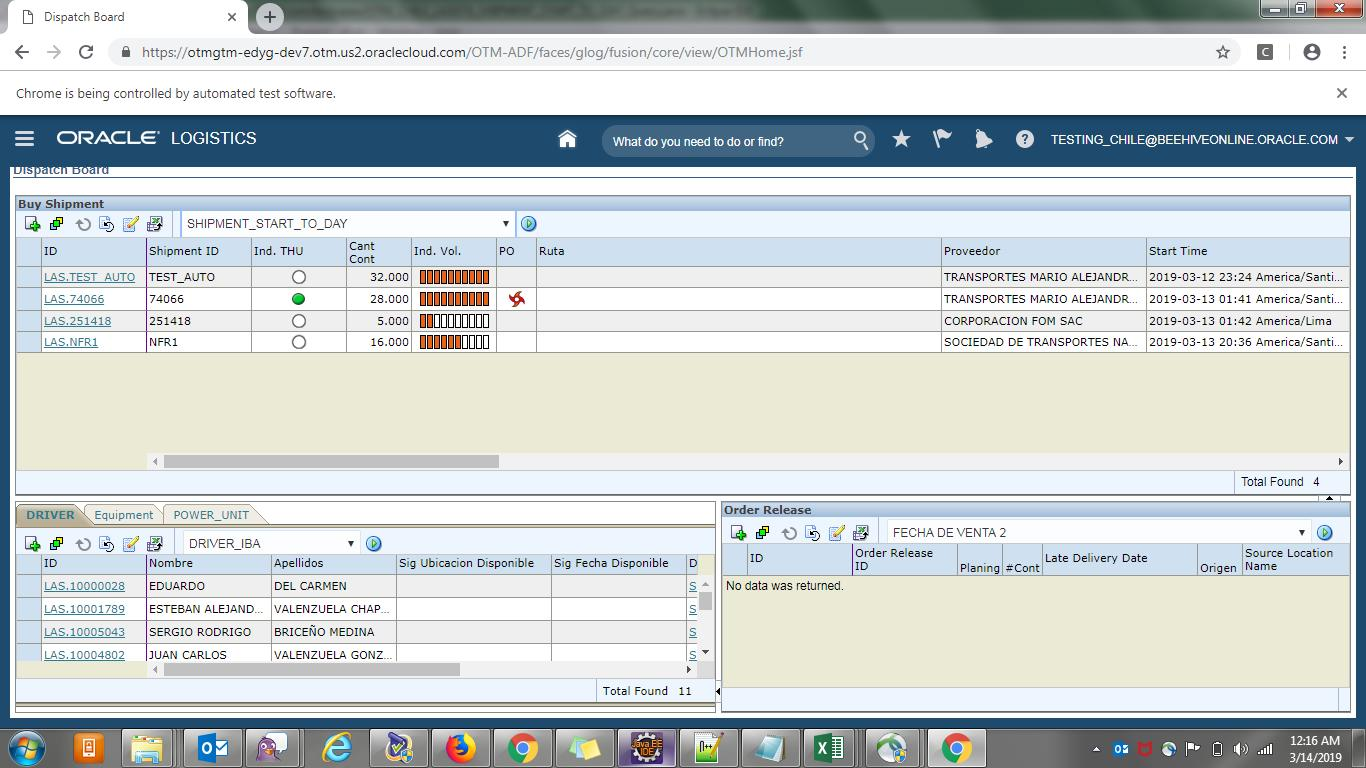 Dispatch Board
https://otmgtm-edyg-dev7.otm.us2.oraclecloud.com/OTM-ADF/faces/glog/fusion/core/view/OTMHome.jsf
Chrome is being controlled by automated test software.
ORACLE LOGISTICS What do you need to do or find? TESTING_CHILE@BEEHIVEONLINE.ORACLE.COM
Dispatch Board
Buy Shipment
SHIPMENT_START_TO_DAY
ID Shipment ID Ind. THU Cant Cont Ind. Vol. PO Ruta Proveedor Start Time
LAS.TEST_AUTO TEST_AUTO 32.000 TRANSPORTES MARIO ALEJANDR... 2019-03-12 23:24 America/Santi...
LAS.74066 74066 28.000 TRANSPORTES MARIO ALEJANDR... 2019-03-13 01:41 America/Santi...
LAS.251418 251418 5.000 CORPORACION FOM SAC 2019-03-13 01:42 America/Lima
LAS.NFR1 NFR1 16.000 SOCIEDAD DE TRANSPORTES NA... 2019-03-13 20:36 America/Santi...
Total Found 4
DRIVER Equipment POWER_UNIT
DRIVER_IBA
ID Nombre Apellidos Sig Ubicacion Disponible Sig Fecha Disponible D
LAS.10000028 EDUARDO DEL CARMEN S
LAS.10001789 ESTEBAN ALEJAND... VALENZUELA CHAP... S
LAS.10005043 SERGIO RODRIGO BRICEÑO MEDINA S
LAS.10004802 JUAN CARLOS VALENZUELA GONZ... S
Total Found 11
Order Release
FECHA DE VENTA 2
ID Order Release ID Planing #Cont Late Delivery Date Origen Source Location Name
No data was returned.
12:16 AM
3/14/2019